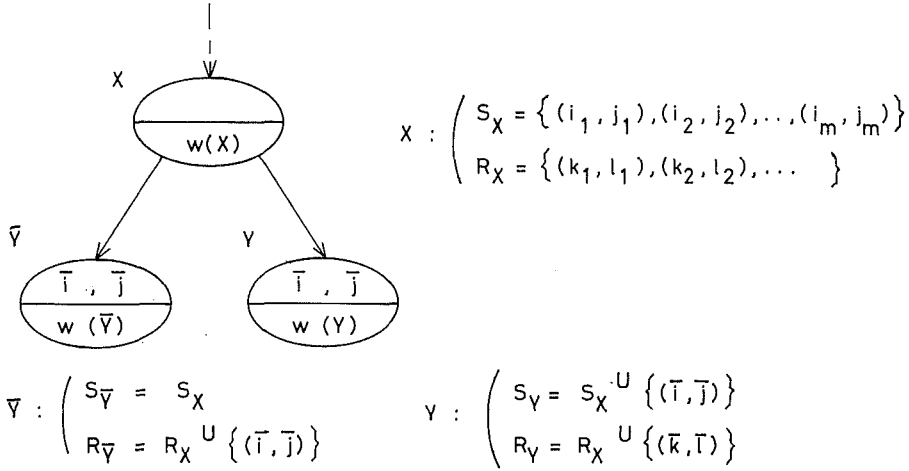 X
w(X)
X : ( S_X = {(i_1, j_1),(i_2, j_2),..,(i_m, j_m)}
R_X = {(k_1, l_1),(k_2, l_2),... }
Ȳ
Y
ī , j̄
w (Ȳ)
ī , j̄
w (Y)
Ȳ : ( S_Ȳ = S_X
R_Ȳ = R_X ∪ {(ī, j̄)}
Y : ( S_Y = S_X ∪ {(ī, j̄)}
R_Y = R_X ∪ {(k̄, l̄)}